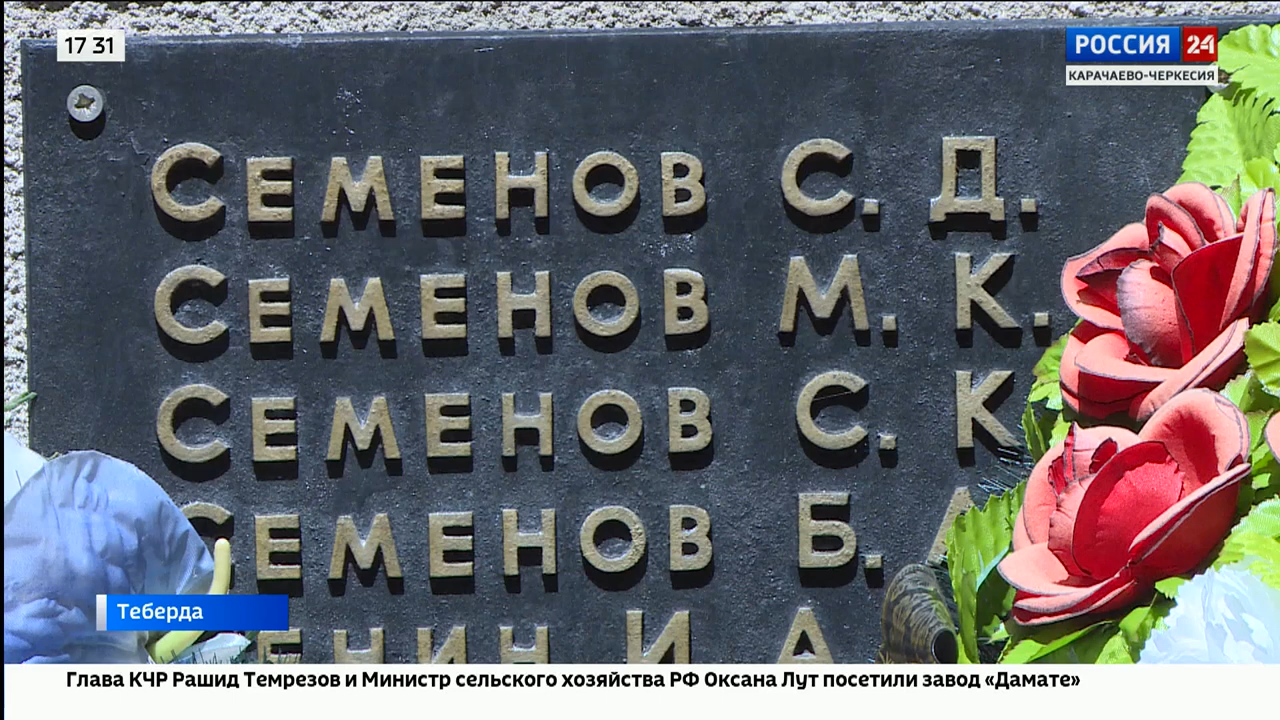 17 31
РОССИЯ 24
КАРАЧАЕВО-ЧЕРКЕСИЯ
СЕМЕНОВ С. Д.
СЕМЕНОВ М. К.
СЕМЕНОВ С. К
СЕМЕНОВ Б.
Теберда
И. А.
Глава КЧР Рашид Темрезов и Министр сельского хозяйства РФ Оксана Лут посетили завод «Дамате»